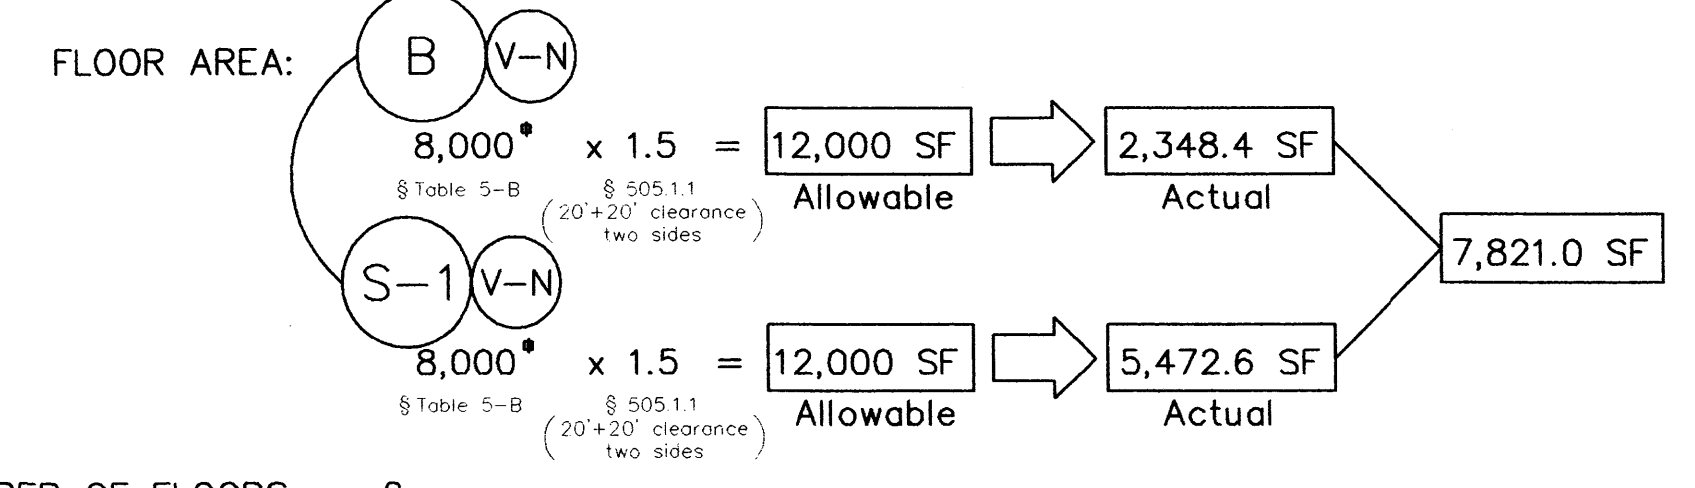 FLOOR AREA: B V-N
8,000 x 1.5 = 12,000 SF 2,348.4 SF
§ Table 5-B § 505.1.1 Allowable Actual
(20'+20' clearance
two sides)
7,821.0 SF
S-1 V-N
8,000 x 1.5 = 12,000 SF 5,472.6 SF
§ Table 5-B § 505.1.1 Allowable Actual
(20'+20' clearance
two sides)
OF FLOORS